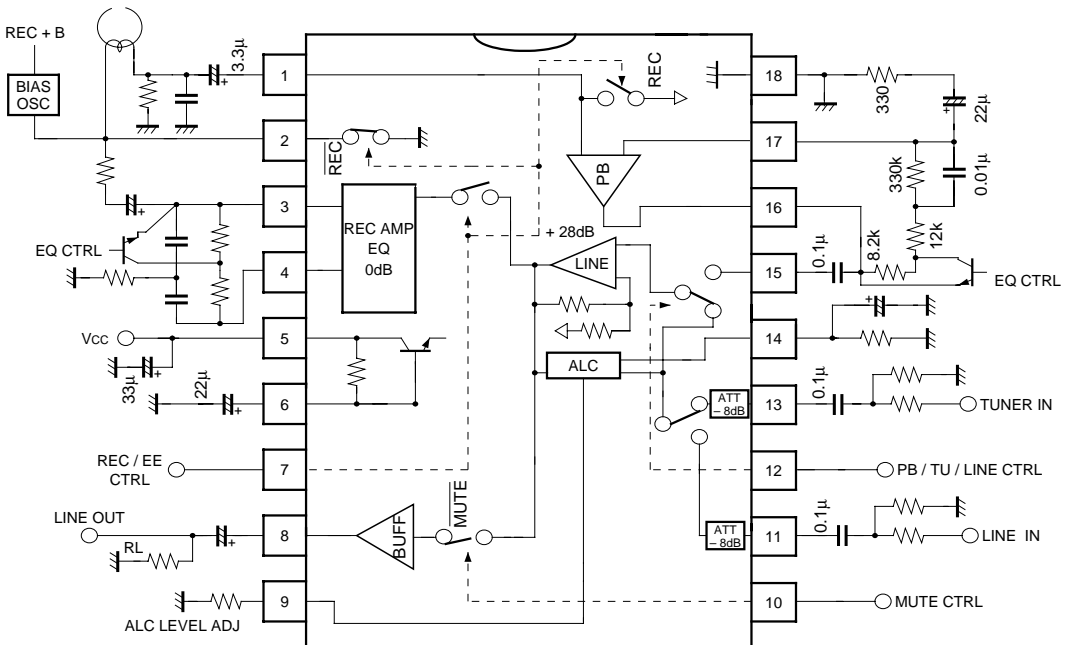 REC + B
BIAS
OSC
3.3µ
1
2
3
4
5
6
7
8
9
EQ CTRL
VCC
33µ
22µ
REC / EE
CTRL
LINE OUT
RL
ALC LEVEL ADJ
REC
REC
PB
REC AMP
EQ
0dB
+ 28dB
LINE
ALC
ATT
– 8dB
ATT
– 8dB
MUTE
BUFF
18
17
16
15
14
13
12
11
10
330
22µ
330k
0.01µ
12k
8.2k
0.1µ
EQ CTRL
0.1µ
TUNER IN
PB / TU / LINE CTRL
0.1µ
LINE IN
MUTE CTRL